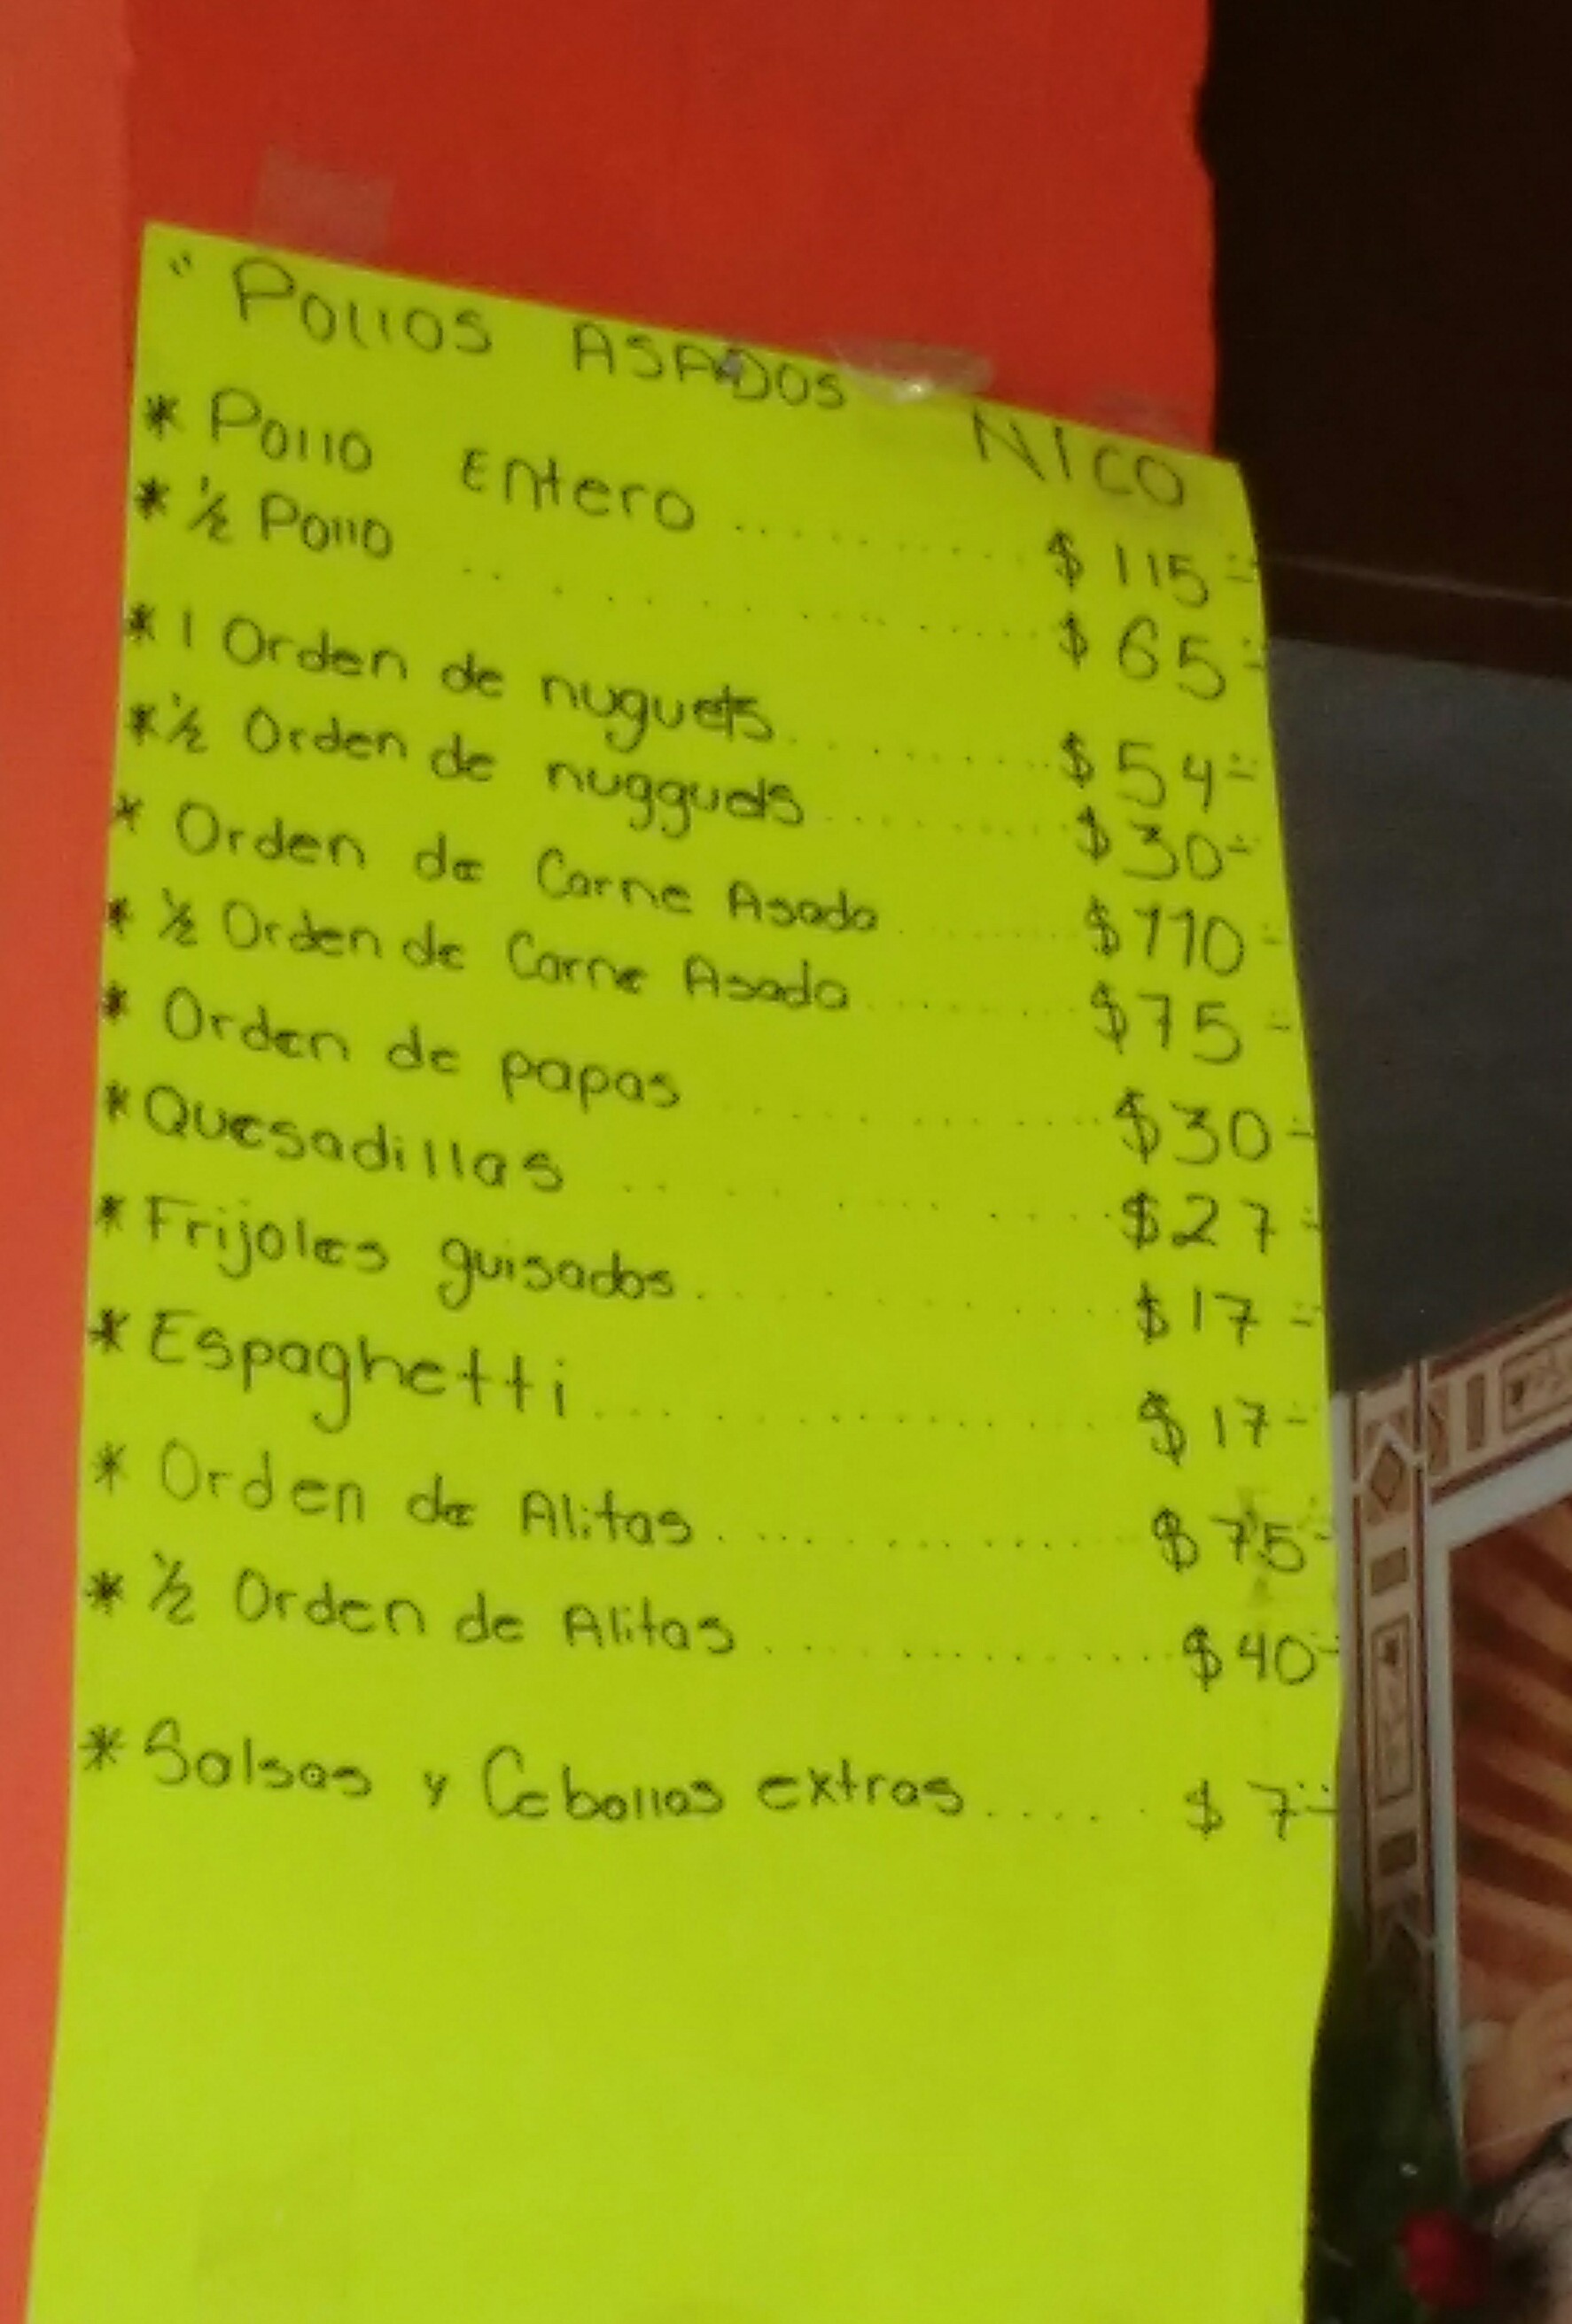 " POLLOS ASADOS NICO
* Pollo Entero .......... $ 115=
* 1/2 Pollo .......... $ 65=
* 1 Orden de nuguets .......... $ 54=
* 1/2 Orden de nugguets .......... $ 30=
* Orden de Carne Asada .......... $ 110=
* 1/2 Orden de Carne Asada .......... $ 75=
* Orden de papas .......... $ 30=
* Quesadillas .......... $ 27=
* Frijoles guisados .......... $ 17=
* Espaghetti .......... $ 17=
* Orden de Alitas .......... $ 75=
* 1/2 Orden de Alitas .......... $ 40=
* Salsas y Cebollas extras ..... $ 7=